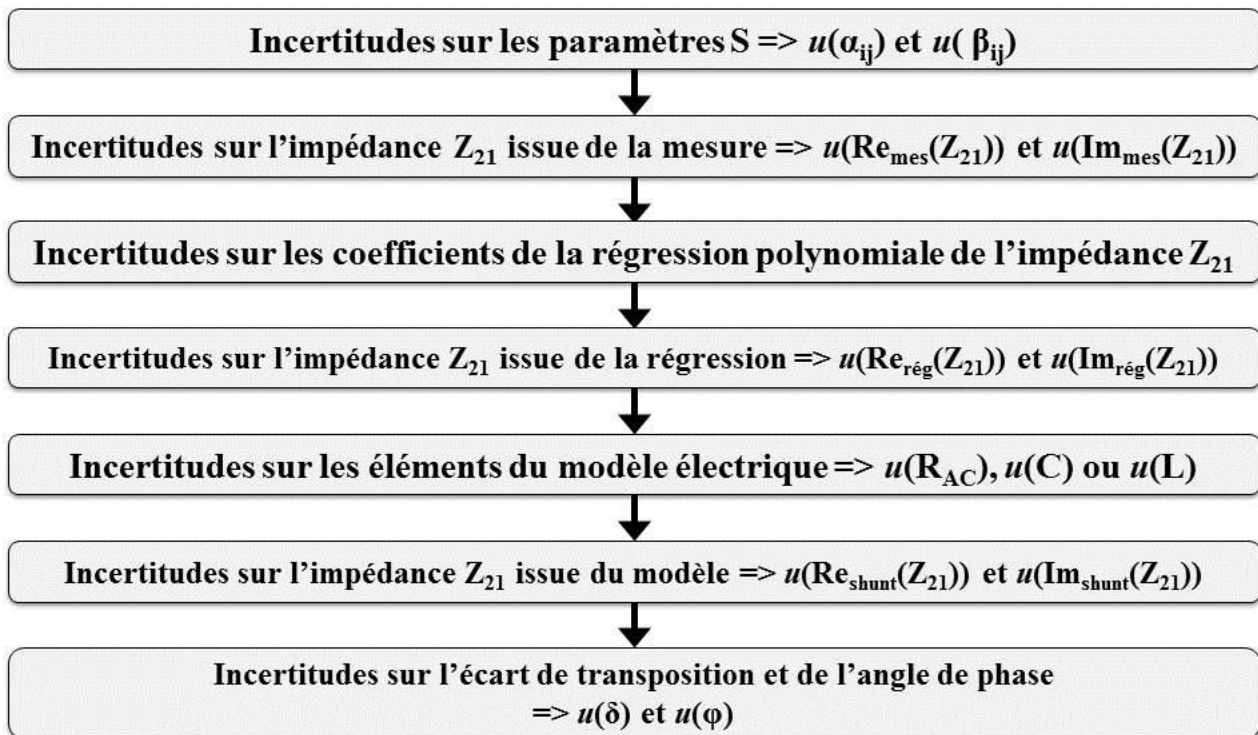 Incertitudes sur les paramètres S => u(αij) et u( βij)
Incertitudes sur l’impédance Z21 issue de la mesure => u(Remes(Z21)) et u(Immes(Z21))
Incertitudes sur les coefficients de la régression polynomiale de l’impédance Z21
Incertitudes sur l’impédance Z21 issue de la régression => u(Rerég(Z21)) et u(Imrég(Z21))
Incertitudes sur les éléments du modèle électrique => u(RAC), u(C) ou u(L)
Incertitudes sur l’impédance Z21 issue du modèle => u(Reshunt(Z21)) et u(Imshunt(Z21))
Incertitudes sur l’écart de transposition et de l’angle de phase
=> u(δ) et u(φ)